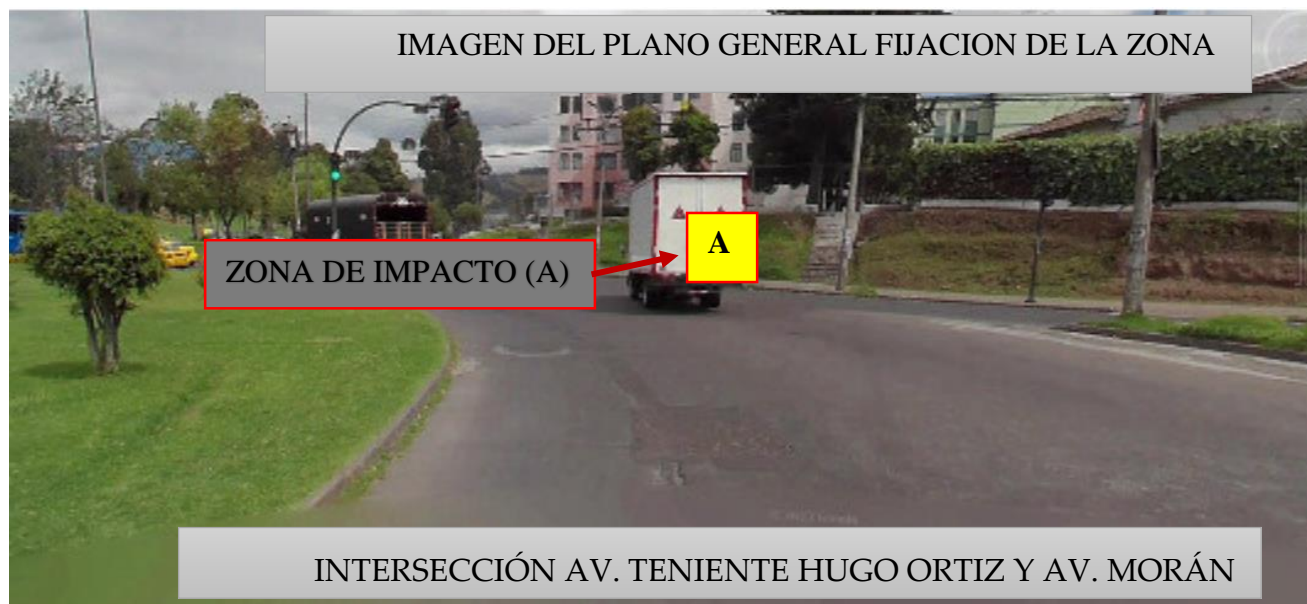 IMAGEN DEL PLANO GENERAL FIJACION DE LA ZONA
A
ZONA DE IMPACTO (A)
INTERSECCIÓN AV. TENIENTE HUGO ORTIZ Y AV. MORÁN